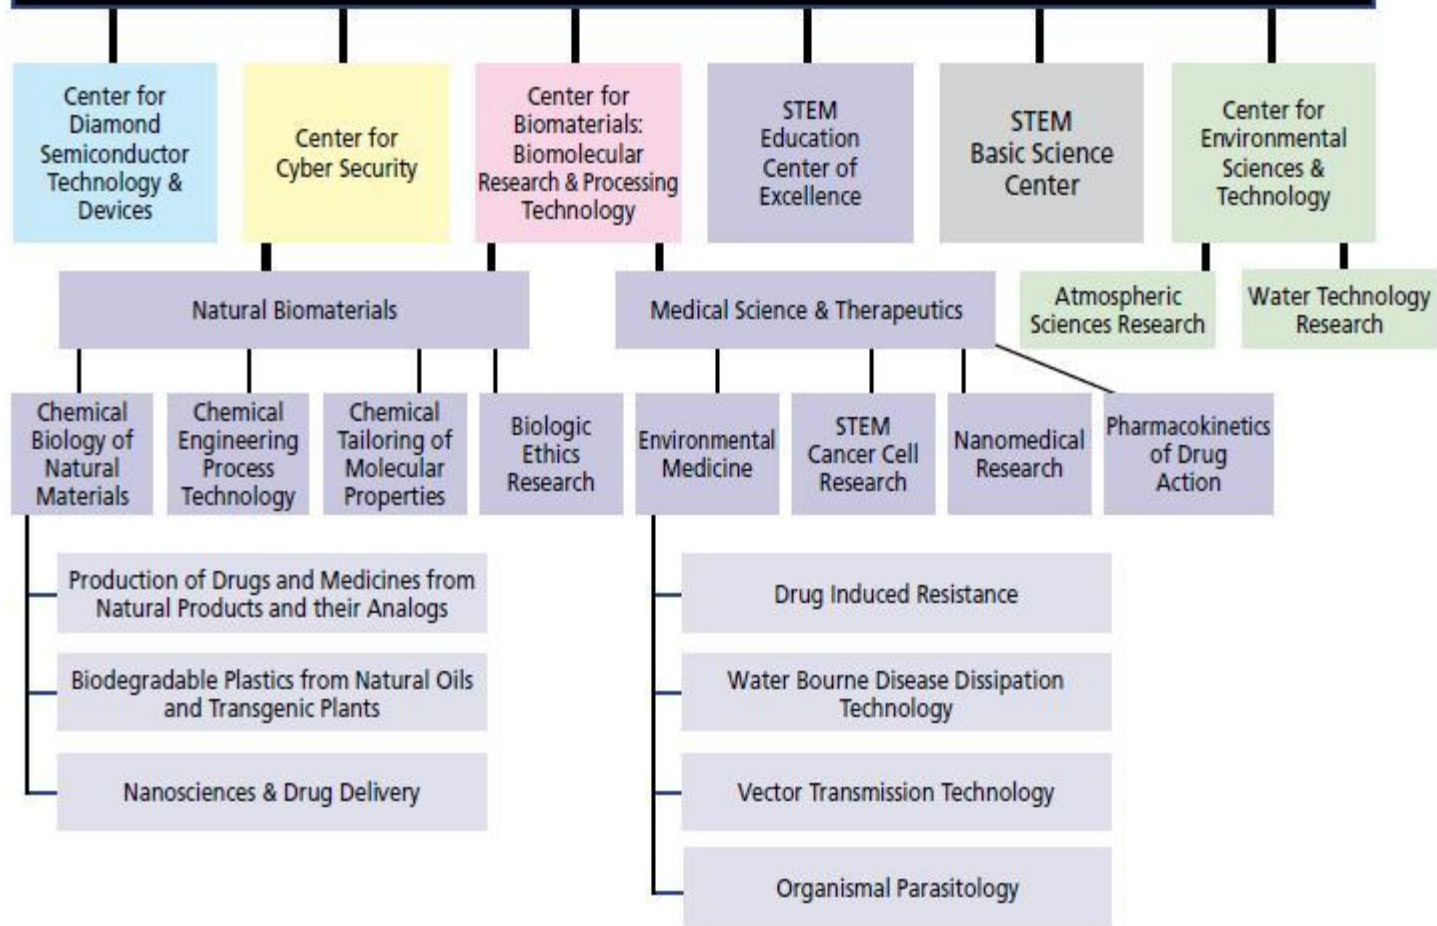 Center for
Diamond
Semiconductor
Technology &
Devices
Center for
Cyber Security
Center for
Biomaterials:
Biomolecular
Research & Processing
Technology
STEM
Education
Center of
Excellence
STEM
Basic Science
Center
Center for
Environmental
Sciences &
Technology
Natural Biomaterials
Medical Science & Therapeutics
Atmospheric
Sciences Research
Water Technology
Research
Chemical
Biology of
Natural
Materials
Chemical
Engineering
Process
Technology
Chemical
Tailoring of
Molecular
Properties
Biologic
Ethics
Research
Environmental
Medicine
STEM
Cancer Cell
Research
Nanomedical
Research
Pharmacokinetics
of Drug
Action
Production of Drugs and Medicines from
Natural Products and their Analogs
Biodegradable Plastics from Natural Oils
and Transgenic Plants
Nanosciences & Drug Delivery
Drug Induced Resistance
Water Bourne Disease Dissipation
Technology
Vector Transmission Technology
Organismal Parasitology